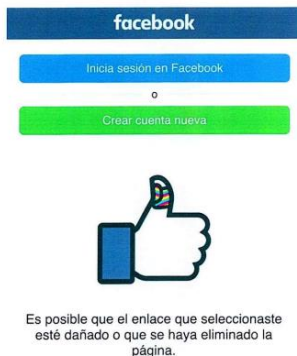 facebook
Inicia sesión en Facebook
o
Crear cuenta nueva
Es posible que el enlace que seleccionaste
esté dañado o que se haya eliminado la
página.